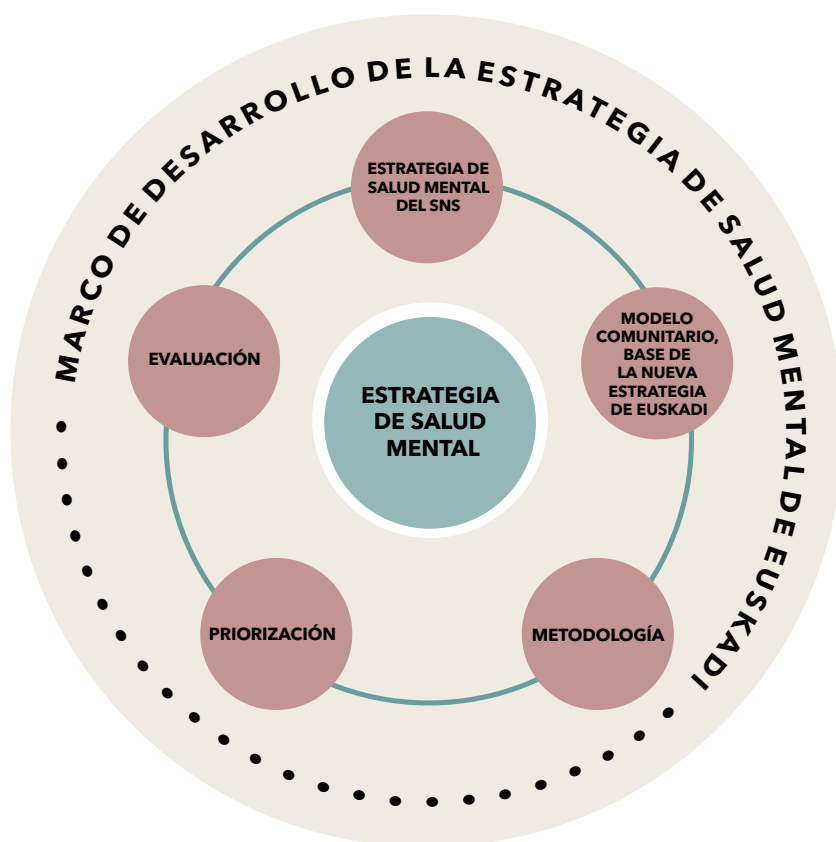 MARCO DE DESARROLLO DE LA ESTRATEGIA DE SALUD MENTAL DE EUSKADI
ESTRATEGIA DE
SALUD MENTAL
DEL SNS
MODELO
COMUNITARIO,
BASE DE
LA NUEVA
ESTRATEGIA
DE EUSKADI
EVALUACIÓN
ESTRATEGIA
DE SALUD
MENTAL
PRIORIZACIÓN
METODOLOGÍA